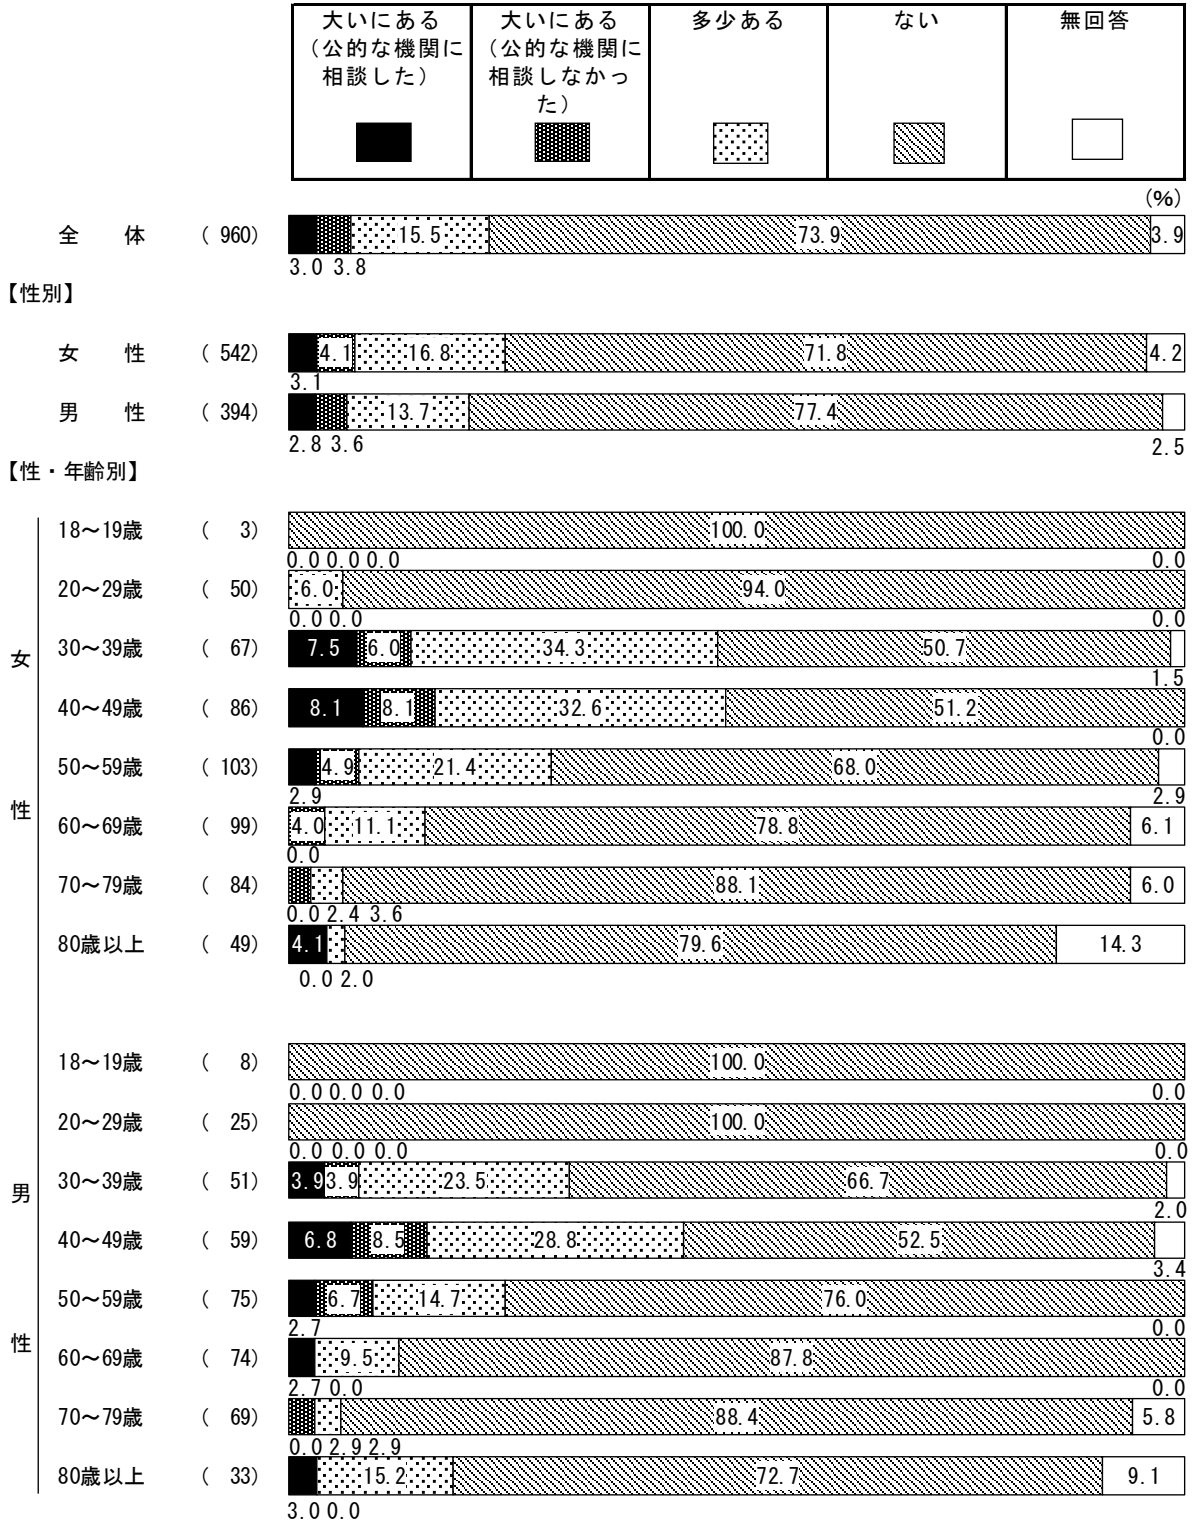 大いにある
（公的な機関に
相談した）
大いにある
（公的な機関に
相談しなかっ
た）
多少ある
ない
無回答
(%)
全　体 ( 960) 15.5 73.9 3.9
3.0 3.8
【性別】
女　性 ( 542) 4.1 16.8 71.8 4.2
3.1
男　性 ( 394) 13.7 77.4
2.8 3.6 2.5
【性・年齢別】
女性
18～19歳 ( 3) 100.0
0.0 0.0 0.0 0.0
20～29歳 ( 50) 6.0 94.0
0.0 0.0 0.0
30～39歳 ( 67) 7.5 6.0 34.3 50.7
1.5
40～49歳 ( 86) 8.1 8.1 32.6 51.2
0.0
50～59歳 ( 103) 4.9 21.4 68.0
2.9 2.9
60～69歳 ( 99) 4.0 11.1 78.8 6.1
0.0
70～79歳 ( 84) 88.1 6.0
0.0 2.4 3.6
80歳以上 ( 49) 4.1 79.6 14.3
0.0 2.0
男性
18～19歳 ( 8) 100.0
0.0 0.0 0.0 0.0
20～29歳 ( 25) 100.0
0.0 0.0 0.0 0.0
30～39歳 ( 51) 3.9 3.9 23.5 66.7
2.0
40～49歳 ( 59) 6.8 8.5 28.8 52.5
3.4
50～59歳 ( 75) 6.7 14.7 76.0
2.7 0.0
60～69歳 ( 74) 9.5 87.8
2.7 0.0 0.0
70～79歳 ( 69) 88.4 5.8
0.0 2.9 2.9
80歳以上 ( 33) 15.2 72.7 9.1
3.0 0.0